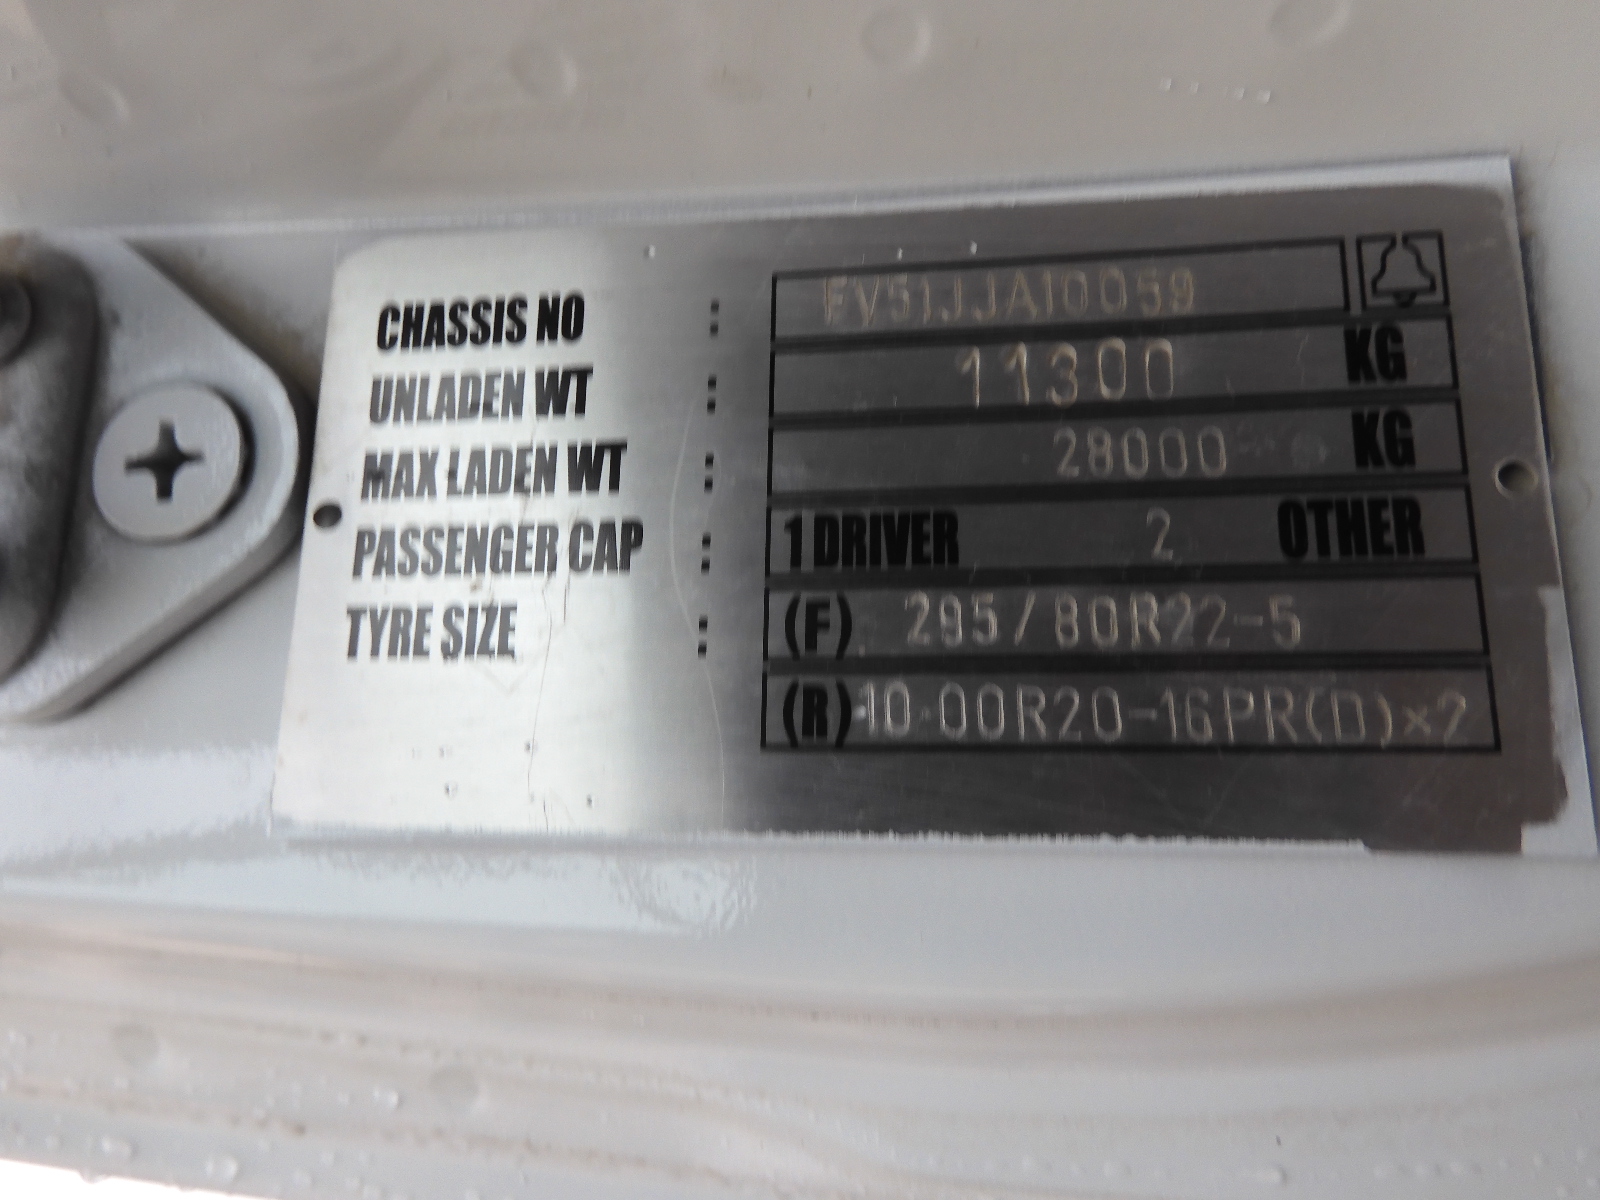 CHASSIS NO : FV51JJA10059
UNLADEN WT : 11300 KG
MAX LADEN WT : 28000 KG
PASSENGER CAP : 1 DRIVER 2 OTHER
TYRE SIZE : (F) 295/80R22-5
(R) 10·00R20-16PR(D)×2